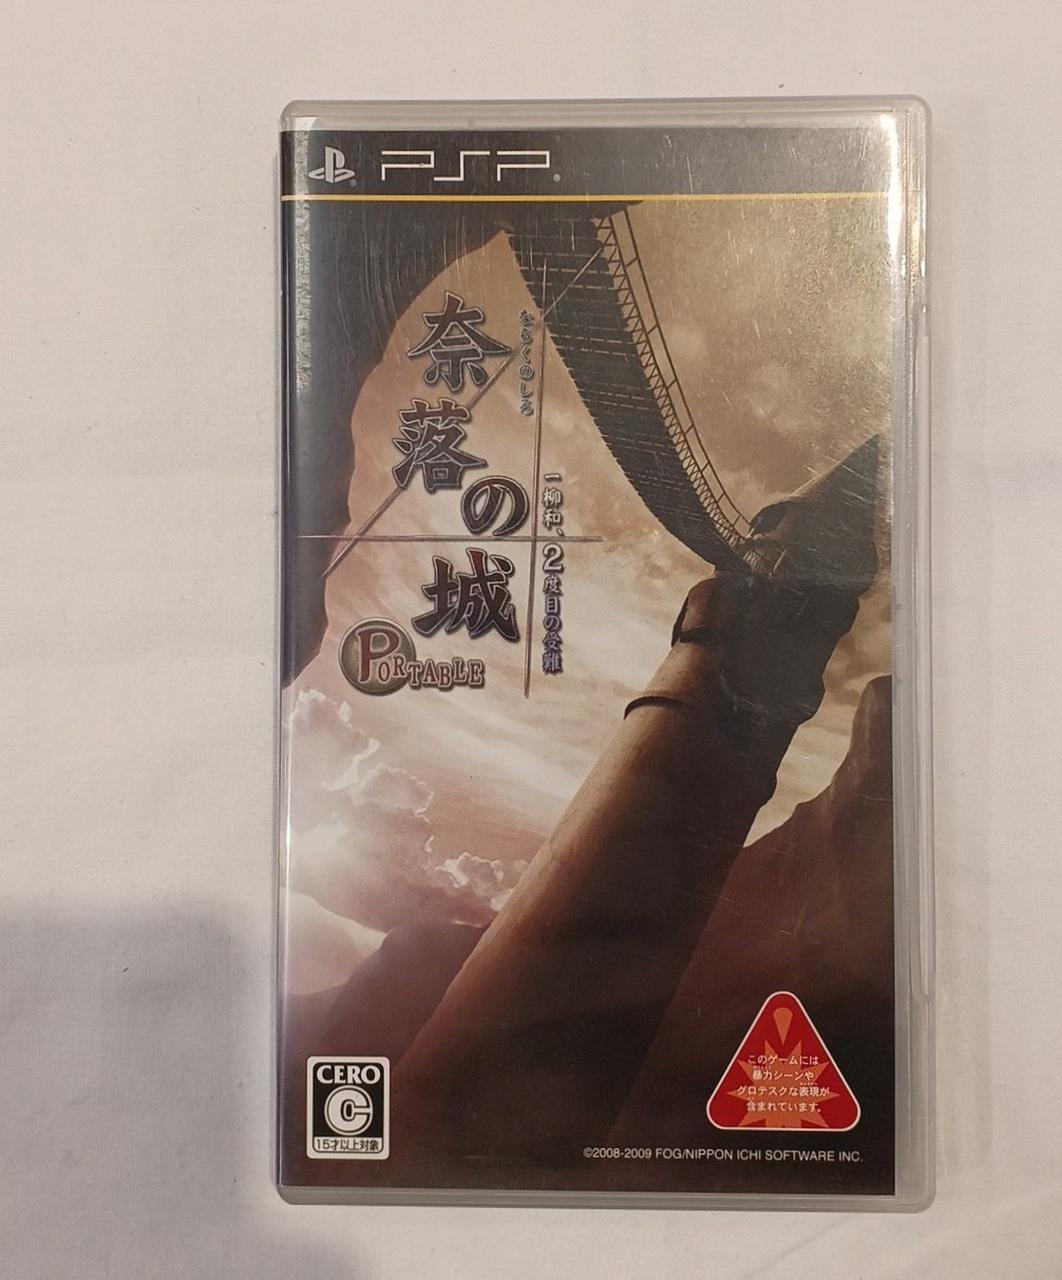 PSP
奈落の城
ならくのしろ
一柳和、2度目の受難
PORTABLE
このゲームには
暴力シーンや
グロテスクな表現が
含まれています。
CERO
C
15才以上対象
©2008-2009 FOG/NIPPON ICHI SOFTWARE INC.